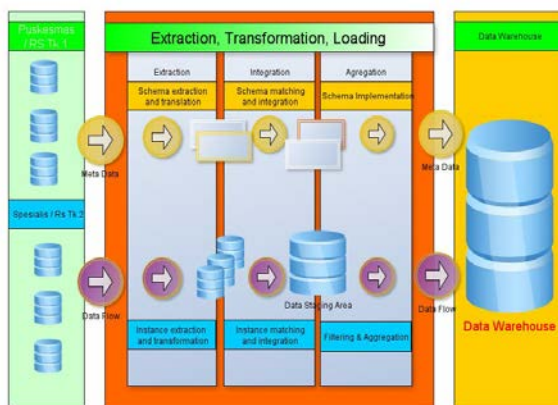 Puskesmas
/ RS Tk 1
Extraction, Transformation, Loading
Data Warehouse
Extraction
Integration
Agregation
Schema extraction
and translation
Schema matching
and integration
Schema Implementation
Meta Data
Meta Data
Spesialis / Rs Tk 2
Data Flow
Data Staging Area
Data Flow
Instance extraction
and transformation
Instance matching
and integration
Filtering & Aggregation
Data Warehouse